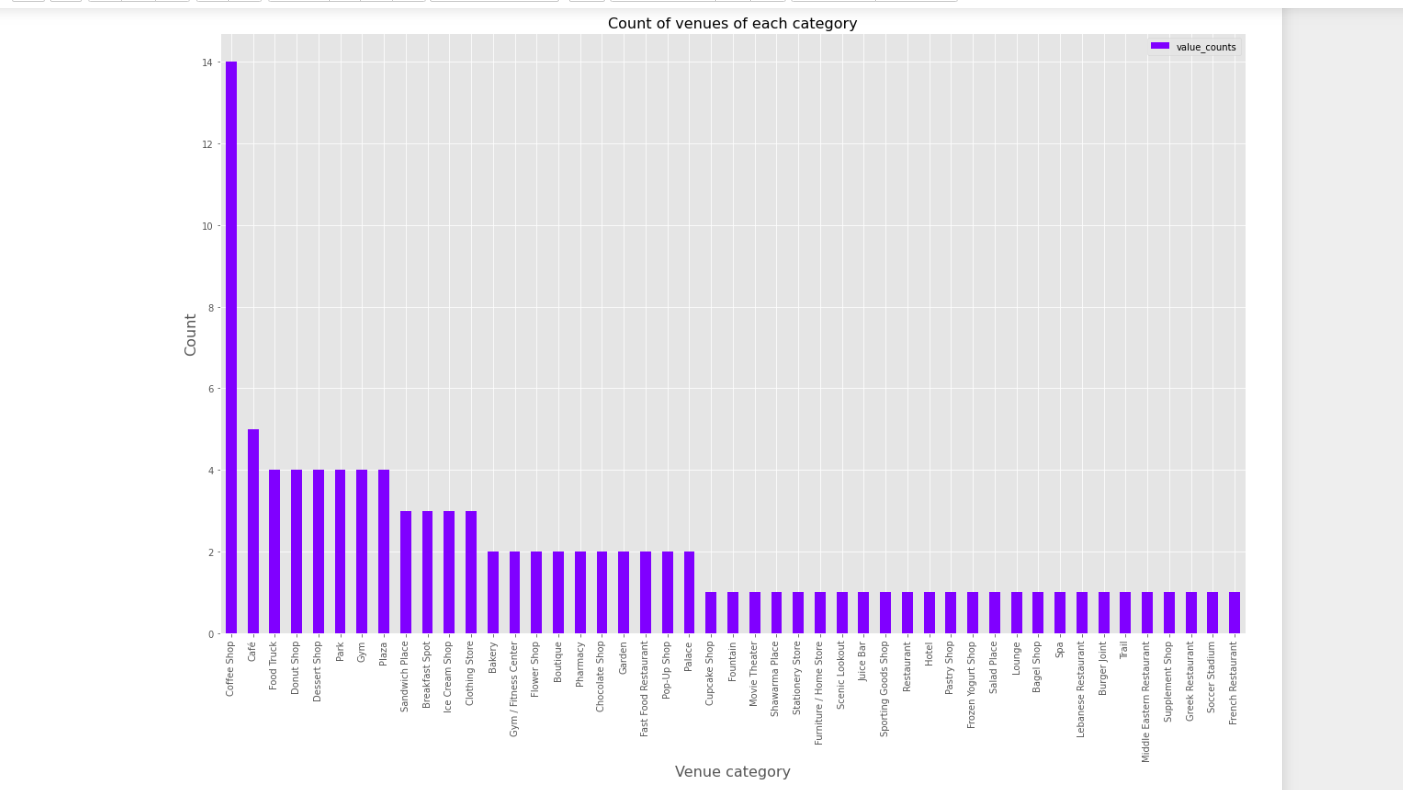 Count of venues of each category
value_counts
14
12
10
8
6
4
2
0
Count
Coffee Shop
Café
Food Truck
Donut Shop
Dessert Shop
Park
Gym
Plaza
Sandwich Place
Breakfast Spot
Ice Cream Shop
Clothing Store
Bakery
Gym / Fitness Center
Flower Shop
Boutique
Pharmacy
Chocolate Shop
Garden
Fast Food Restaurant
Pop-Up Shop
Palace
Cupcake Shop
Fountain
Movie Theater
Shawarma Place
Stationery Store
Furniture / Home Store
Scenic Lookout
Juice Bar
Sporting Goods Shop
Restaurant
Hotel
Pastry Shop
Frozen Yogurt Shop
Salad Place
Lounge
Bagel Shop
Spa
Lebanese Restaurant
Burger Joint
Trail
Middle Eastern Restaurant
Supplement Shop
Greek Restaurant
Soccer Stadium
French Restaurant
Venue category